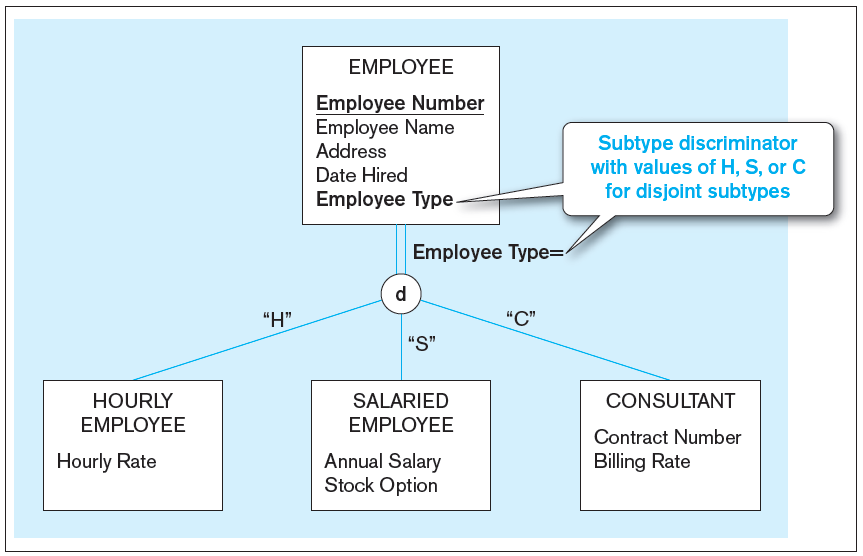 EMPLOYEE
Employee Number
Employee Name
Address
Date Hired
Employee Type
Subtype discriminator
with values of H, S, or C
for disjoint subtypes
Employee Type=
d
“H”
“S”
“C”
HOURLY
EMPLOYEE
Hourly Rate
SALARIED
EMPLOYEE
Annual Salary
Stock Option
CONSULTANT
Contract Number
Billing Rate